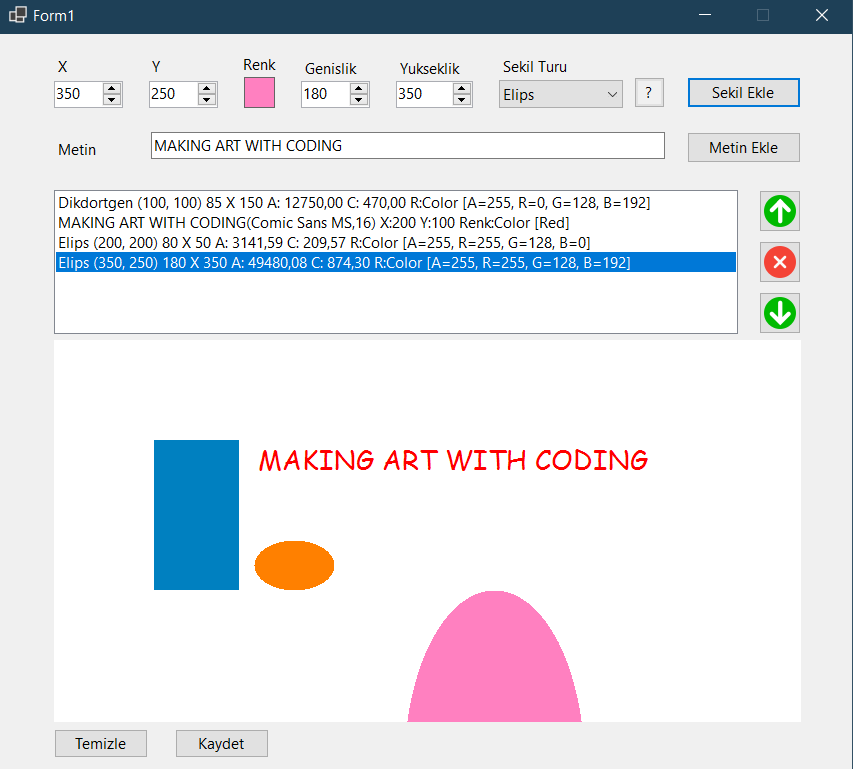 Form1
X Y Renk Genislik Yukseklik Sekil Turu
350 250 180 350 Elips ? Sekil Ekle
Metin MAKING ART WITH CODING Metin Ekle
Dikdortgen (100, 100) 85 X 150 A: 12750,00 C: 470,00 R:Color [A=255, R=0, G=128, B=192]
MAKING ART WITH CODING(Comic Sans MS,16) X:200 Y:100 Renk:Color [Red]
Elips (200, 200) 80 X 50 A: 3141,59 C: 209,57 R:Color [A=255, R=255, G=128, B=0]
Elips (350, 250) 180 X 350 A: 49480,08 C: 874,30 R:Color [A=255, R=255, G=128, B=192]
MAKING ART WITH CODING
Temizle Kaydet